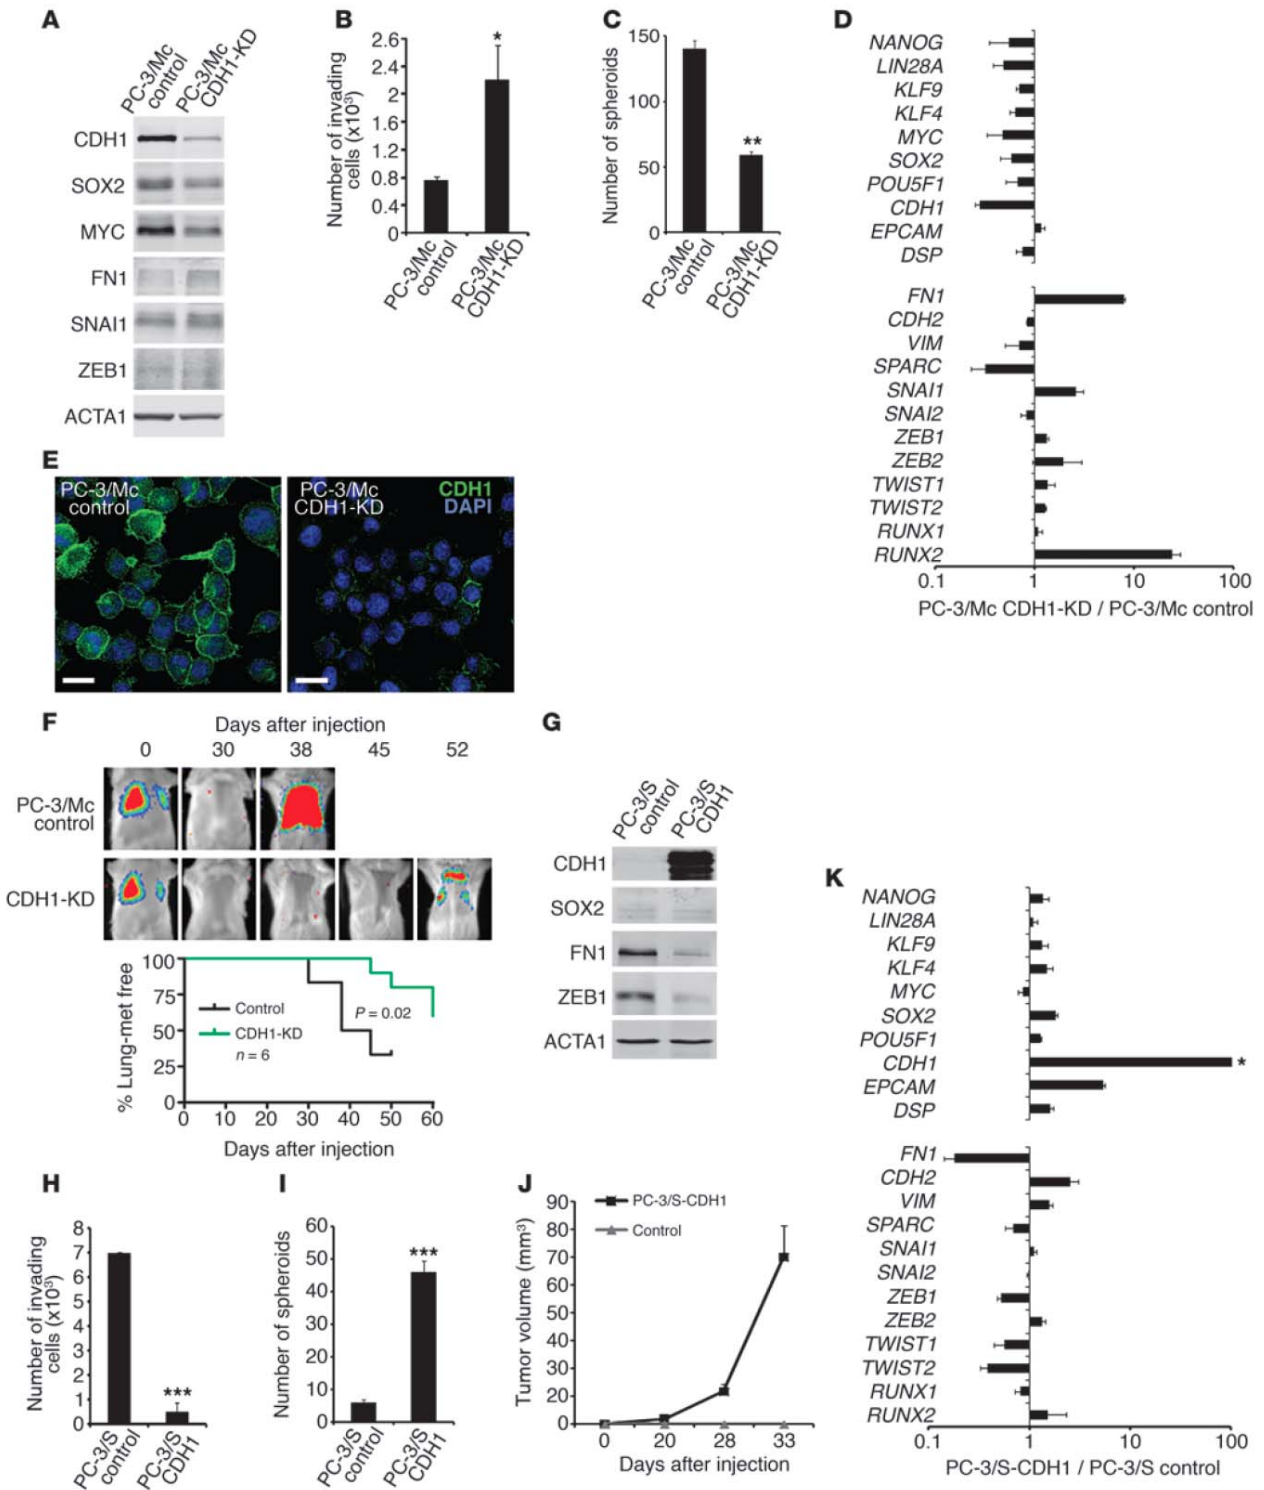 A
PC-3/Mc control
PC-3/Mc CDH1-KD
CDH1
SOX2
MYC
FN1
SNAI1
ZEB1
ACTA1
B
Number of invading
cells (x10³)
2.6
2.4
2.0
1.6
1.2
0.8
0.4
0
*
PC-3/Mc control
PC-3/Mc CDH1-KD
C
Number of spheroids
150
100
50
0
**
PC-3/Mc control
PC-3/Mc CDH1-KD
D
NANOG
LIN28A
KLF9
KLF4
MYC
SOX2
POU5F1
CDH1
EPCAM
DSP
FN1
CDH2
VIM
SPARC
SNAI1
SNAI2
ZEB1
ZEB2
TWIST1
TWIST2
RUNX1
RUNX2
0.1 1 10 100
PC-3/Mc CDH1-KD / PC-3/Mc control
E
PC-3/Mc
control
PC-3/Mc
CDH1-KD
CDH1
DAPI
F
Days after injection
0 30 38 45 52
PC-3/Mc
control
CDH1-KD
% Lung-met free
100
75
50
25
0
Control
CDH1-KD
n = 6
P = 0.02
0 10 20 30 40 50 60
Days after injection
G
PC-3/S control
PC-3/S CDH1
CDH1
SOX2
FN1
ZEB1
ACTA1
H
Number of invading
cells (x10³)
8
7
6
5
4
3
2
1
0
***
PC-3/S control
PC-3/S CDH1
I
Number of spheroids
60
50
40
30
20
10
0
***
PC-3/S control
PC-3/S CDH1
J
Tumor volume (mm³)
90
80
70
60
50
40
30
20
10
0
PC-3/S-CDH1
Control
0 20 28 33
Days after injection
K
NANOG
LIN28A
KLF9
KLF4
MYC
SOX2
POU5F1
CDH1
*
EPCAM
DSP
FN1
CDH2
VIM
SPARC
SNAI1
SNAI2
ZEB1
ZEB2
TWIST1
TWIST2
RUNX1
RUNX2
0.1 1 10 100
PC-3/S-CDH1 / PC-3/S control